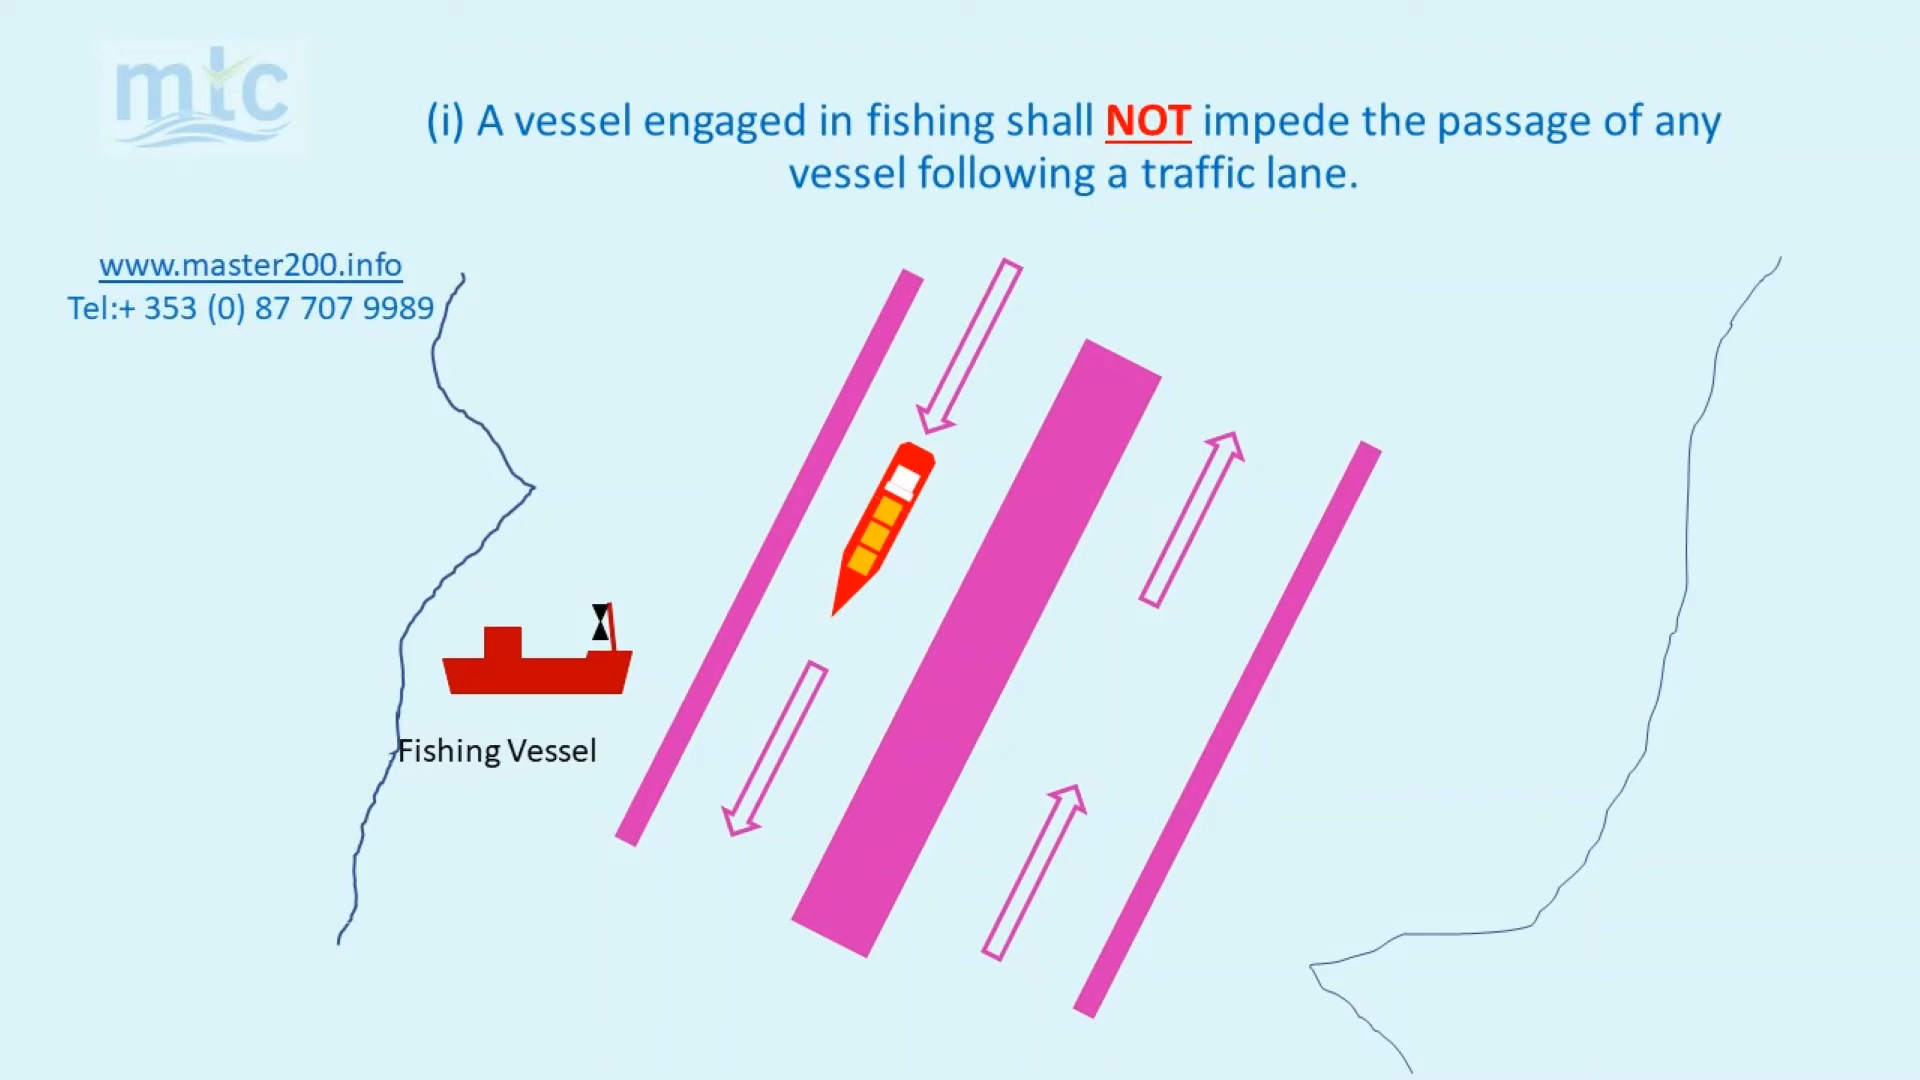 mtc
(i) A vessel engaged in fishing shall NOT impede the passage of any
vessel following a traffic lane.
www.master200.info
Tel:+ 353 (0) 87 707 9989
Fishing Vessel